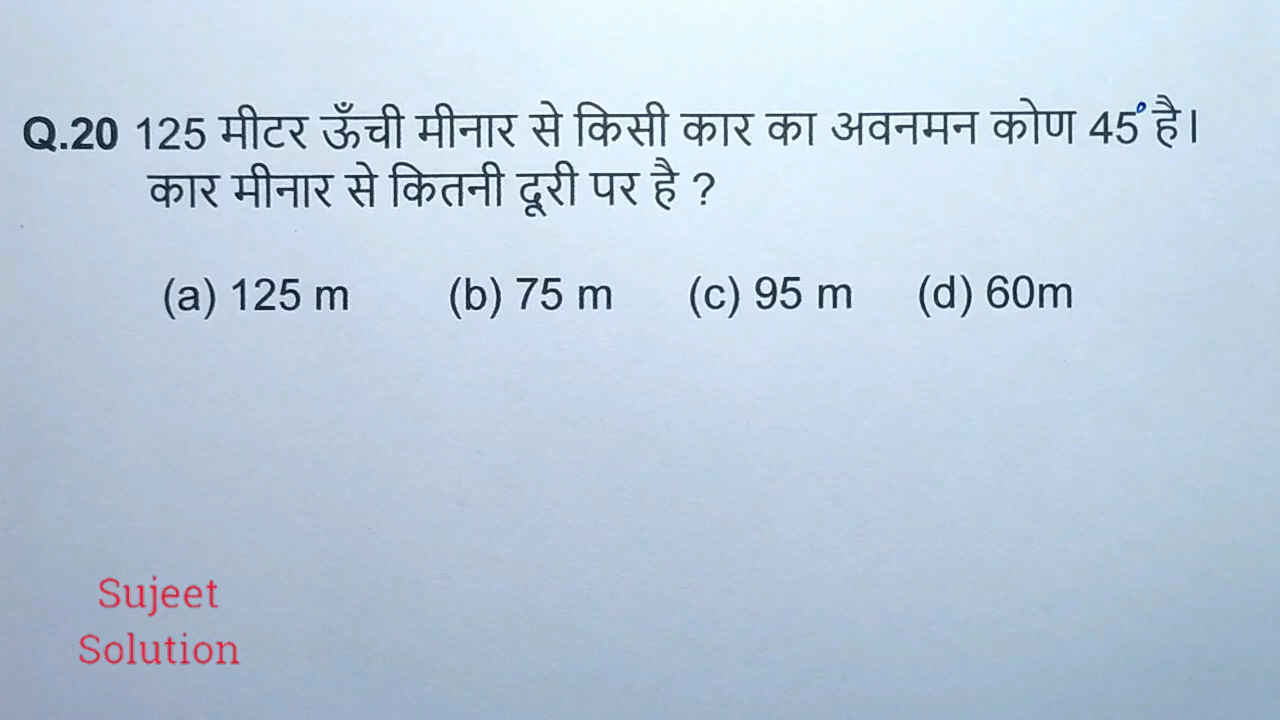 Q.20 125 मीटर ऊँची मीनार से किसी कार का अवनमन कोण 45° है।
कार मीनार से कितनी दूरी पर है ?
(a) 125 m (b) 75 m (c) 95 m (d) 60m
Sujeet
Solution